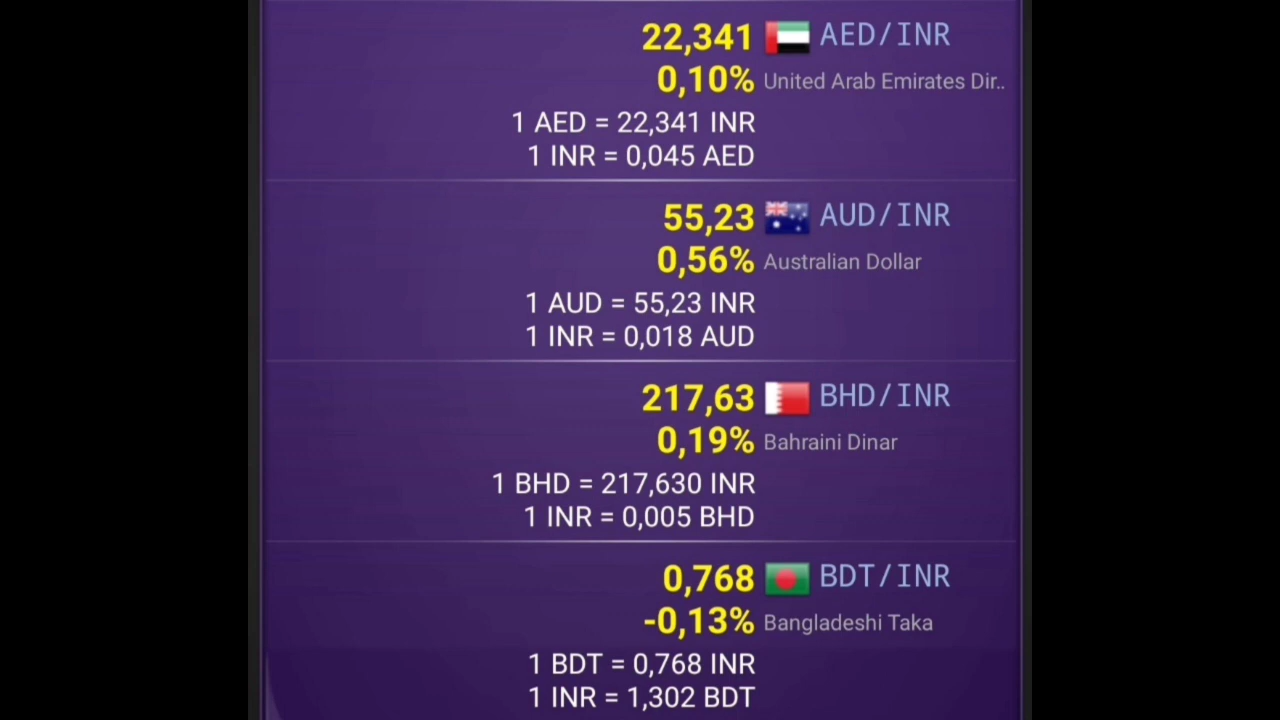 22,341 AED/INR
0,10% United Arab Emirates Dir..
1 AED = 22,341 INR
1 INR = 0,045 AED
55,23 AUD/INR
0,56% Australian Dollar
1 AUD = 55,23 INR
1 INR = 0,018 AUD
217,63 BHD/INR
0,19% Bahraini Dinar
1 BHD = 217,630 INR
1 INR = 0,005 BHD
0,768 BDT/INR
-0,13% Bangladeshi Taka
1 BDT = 0,768 INR
1 INR = 1,302 BDT